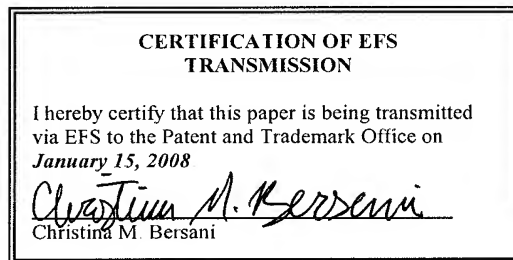 CERTIFICATION OF EFS
TRANSMISSION
I hereby certify that this paper is being transmitted
via EFS to the Patent and Trademark Office on
January 15, 2008
Christina M. Bersani
Christina M. Bersani